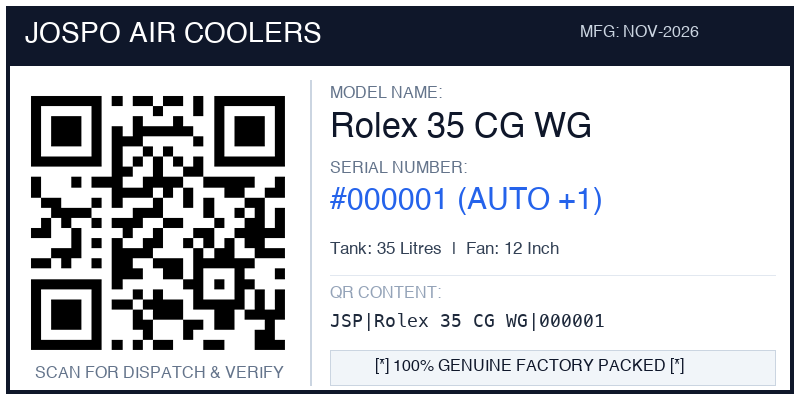 JOSPO AIR COOLERS
MFG: NOV-2026
MODEL NAME:
Rolex 35 CG WG
SERIAL NUMBER:
#000001 (AUTO +1)
Tank: 35 Litres | Fan: 12 Inch
QR CONTENT:
JSP|Rolex 35 CG WG|000001
[*] 100% GENUINE FACTORY PACKED [*]
SCAN FOR DISPATCH & VERIFY